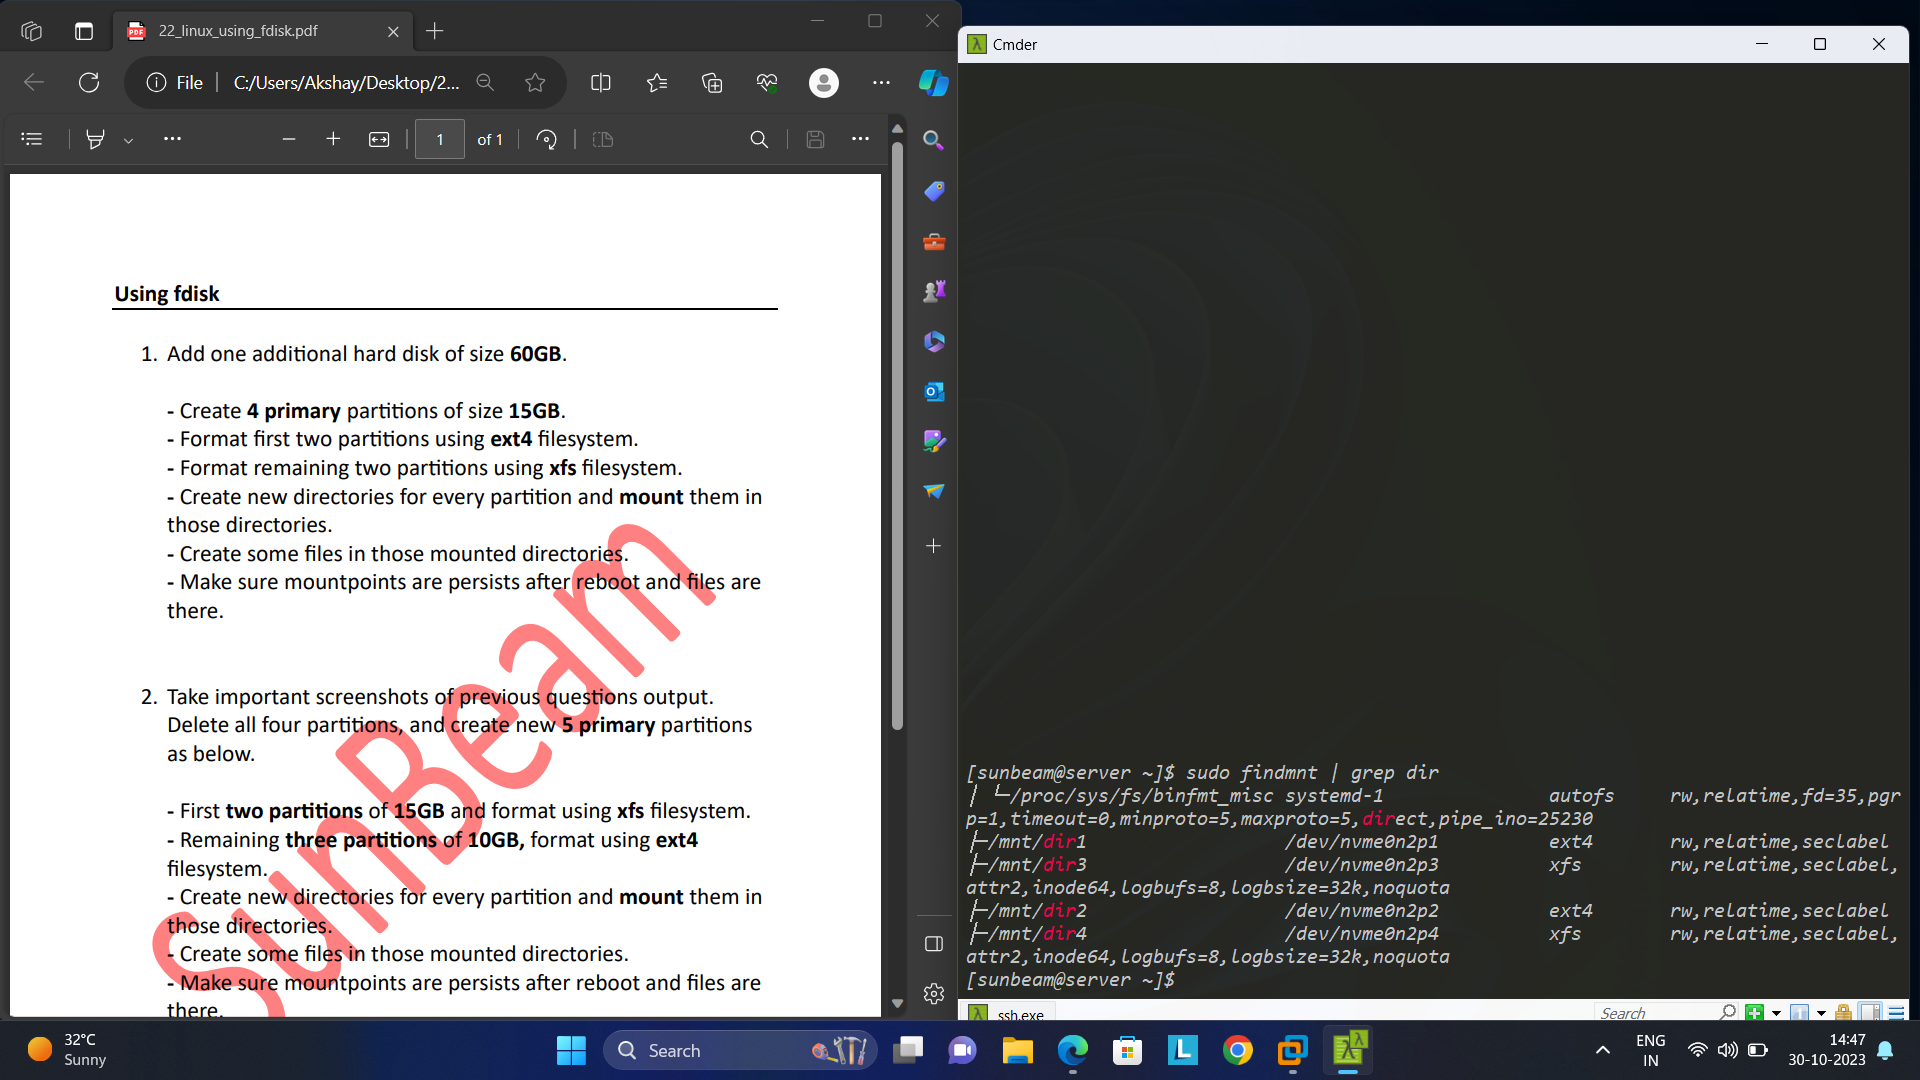 22_linux_using_fdisk.pdf
File
C:/Users/Akshay/Desktop/2...
1
of 1
Using fdisk
1. Add one additional hard disk of size 60GB.
- Create 4 primary partitions of size 15GB.
- Format first two partitions using ext4 filesystem.
- Format remaining two partitions using xfs filesystem.
- Create new directories for every partition and mount them in
those directories.
- Create some files in those mounted directories.
- Make sure mountpoints are persists after reboot and files are
there.
2. Take important screenshots of previous questions output.
Delete all four partitions, and create new 5 primary partitions
as below.
- First two partitions of 15GB and format using xfs filesystem.
- Remaining three partitions of 10GB, format using ext4
filesystem.
- Create new directories for every partition and mount them in
those directories.
- Create some files in those mounted directories.
- Make sure mountpoints are persists after reboot and files are
there.
SunBeam
Cmder
[sunbeam@server ~]$ sudo findmnt | grep dir
│ └─/proc/sys/fs/binfmt_misc systemd-1 autofs rw,relatime,fd=35,pgr
p=1,timeout=0,minproto=5,maxproto=5,direct,pipe_ino=25230
├─/mnt/dir1 /dev/nvme0n2p1 ext4 rw,relatime,seclabel
├─/mnt/dir3 /dev/nvme0n2p3 xfs rw,relatime,seclabel,
attr2,inode64,logbufs=8,logbsize=32k,noquota
├─/mnt/dir2 /dev/nvme0n2p2 ext4 rw,relatime,seclabel
├─/mnt/dir4 /dev/nvme0n2p4 xfs rw,relatime,seclabel,
attr2,inode64,logbufs=8,logbsize=32k,noquota
[sunbeam@server ~]$
ssh.exe
Search
32°C
Sunny
Search
ENG
IN
14:47
30-10-2023